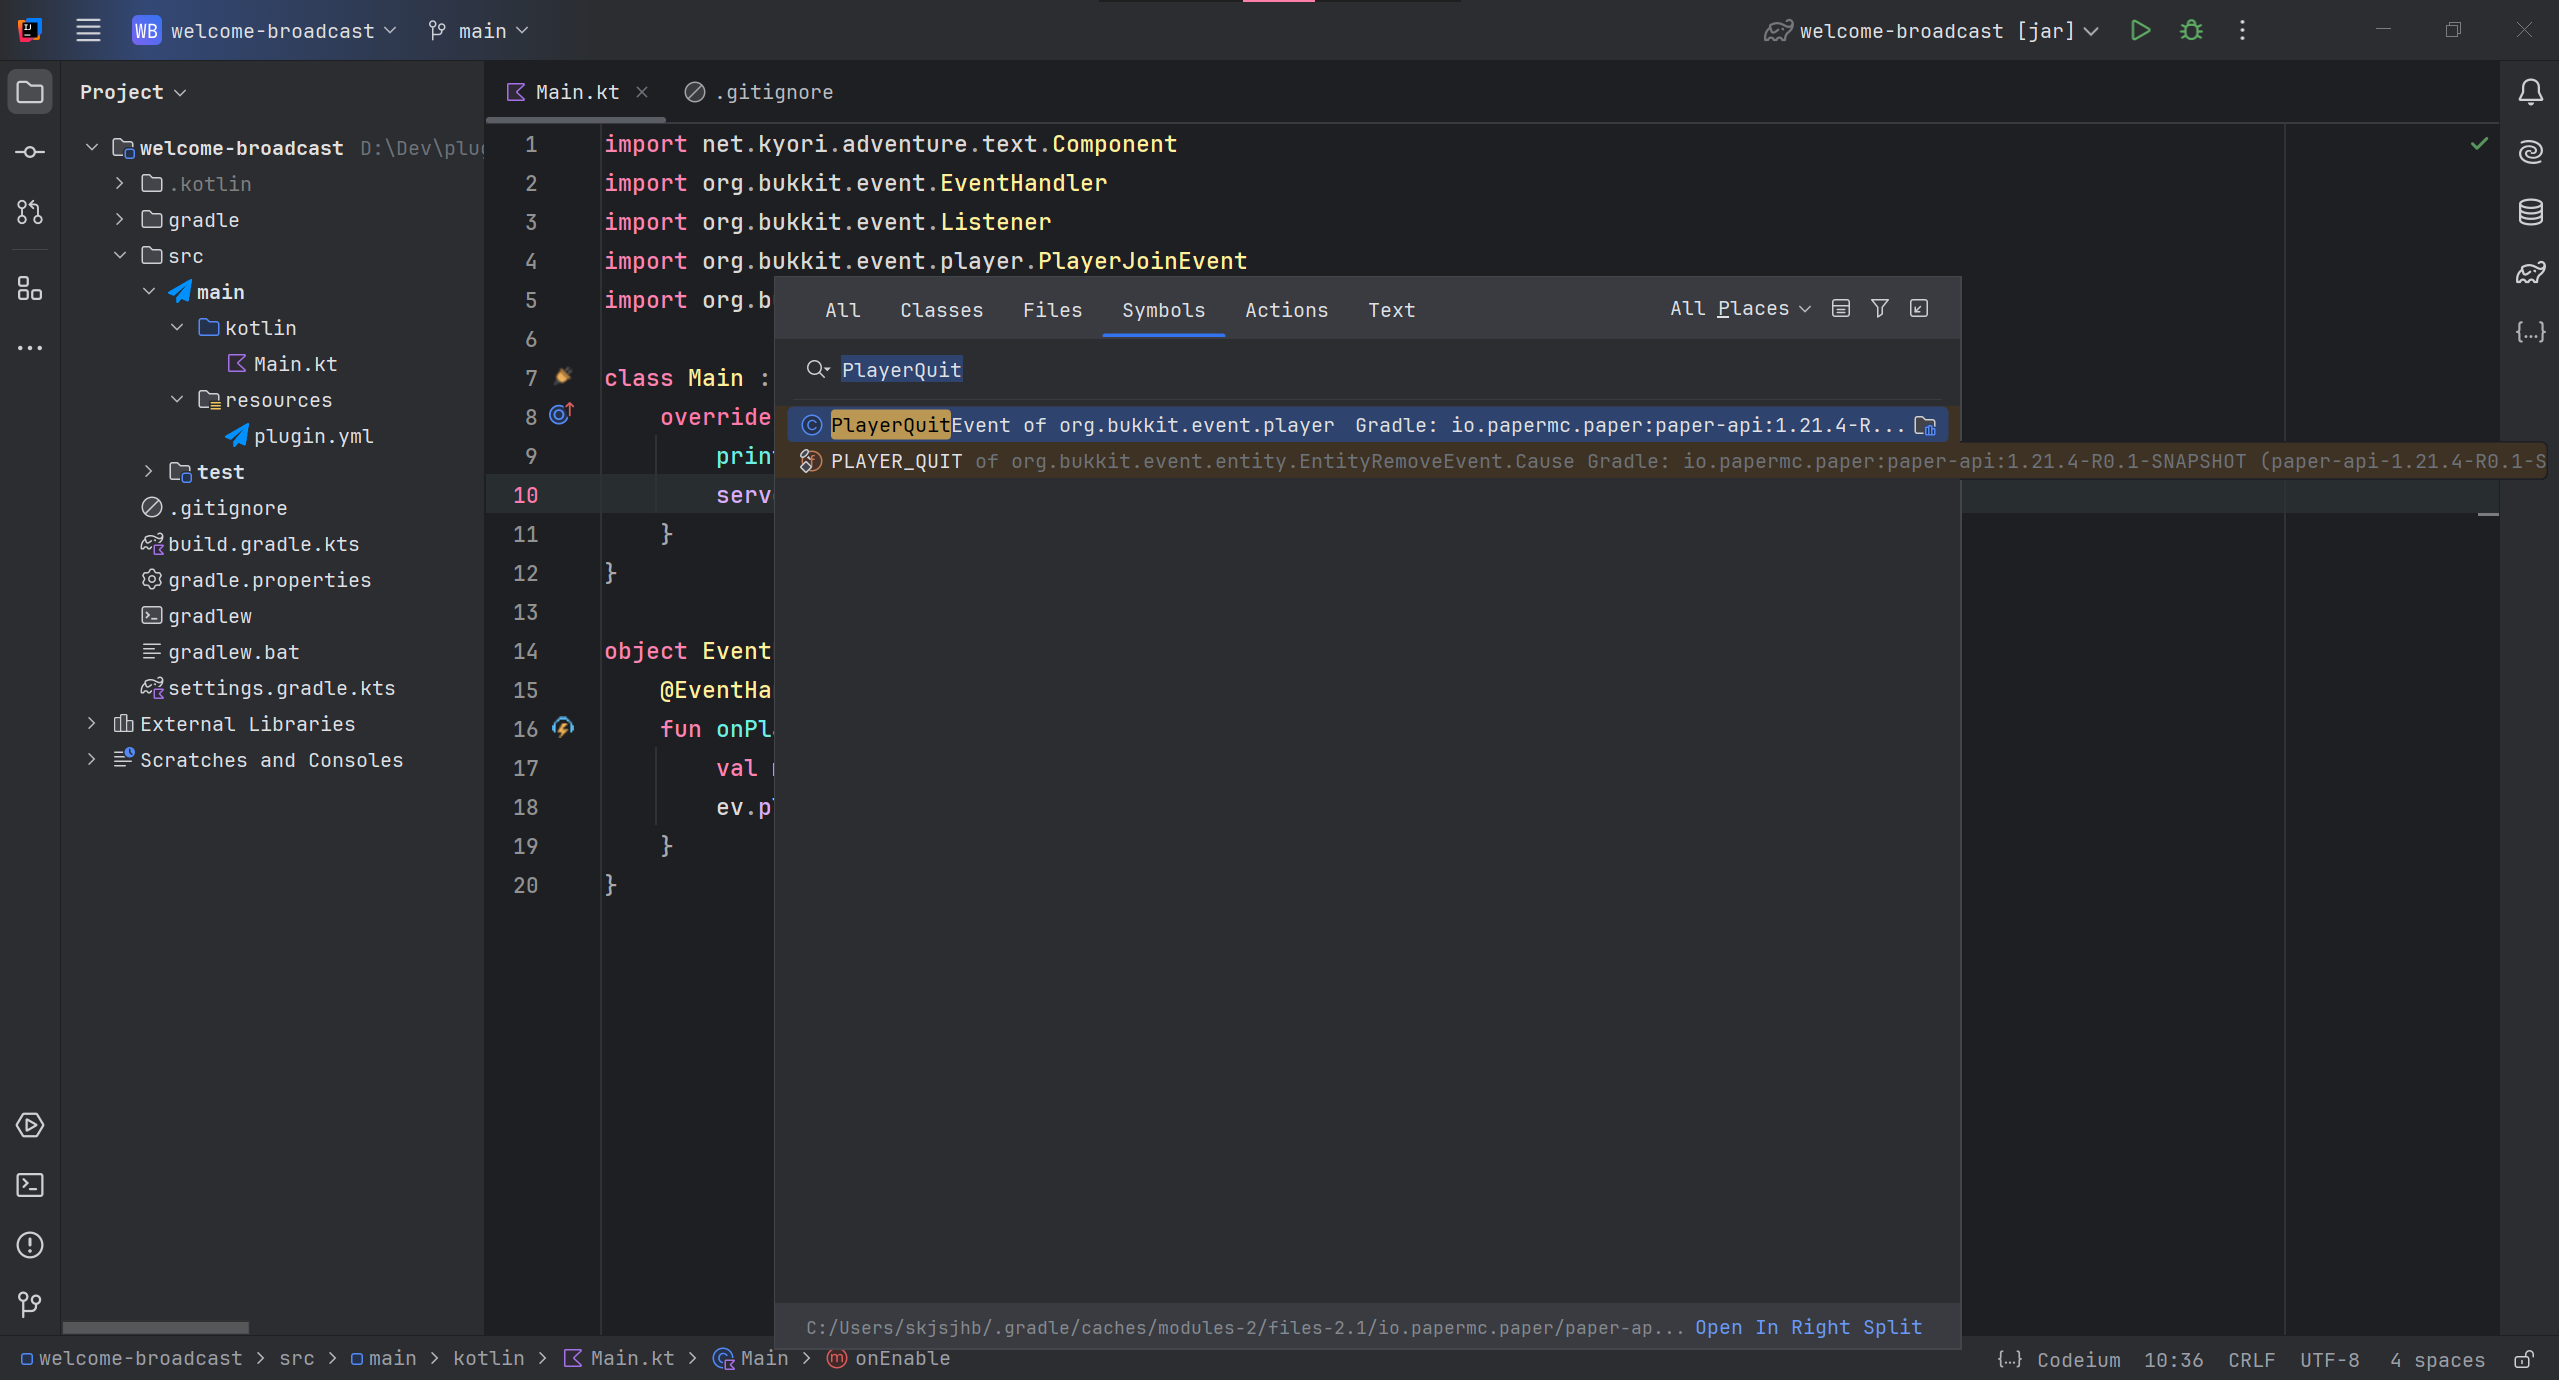 WB welcome-broadcast main welcome-broadcast [jar]
Project
Main.kt .gitignore
welcome-broadcast D:\Dev\plug
.kotlin
gradle
src
main
kotlin
Main.kt
resources
plugin.yml
test
.gitignore
build.gradle.kts
gradle.properties
gradlew
gradlew.bat
settings.gradle.kts
External Libraries
Scratches and Consoles
1 import net.kyori.adventure.text.Component
2 import org.bukkit.event.EventHandler
3 import org.bukkit.event.Listener
4 import org.bukkit.event.player.PlayerJoinEvent
5 import org.b
6
7 class Main :
8 override
9 prin
10 serv
11 }
12 }
13
14 object Event
15 @EventHa
16 fun onPl
17 val
18 ev.p
19 }
20 }
All Classes Files Symbols Actions Text All Places
PlayerQuit
PlayerQuitEvent of org.bukkit.event.player Gradle: io.papermc.paper:paper-api:1.21.4-R...
PLAYER_QUIT of org.bukkit.event.entity.EntityRemoveEvent.Cause Gradle: io.papermc.paper:paper-api:1.21.4-R0.1-SNAPSHOT (paper-api-1.21.4-R0.1-S
C:/Users/skjsjhb/.gradle/caches/modules-2/files-2.1/io.papermc.paper/paper-ap... Open In Right Split
welcome-broadcast > src > main > kotlin > Main.kt > Main > onEnable
{...} Codeium 10:36 CRLF UTF-8 4 spaces